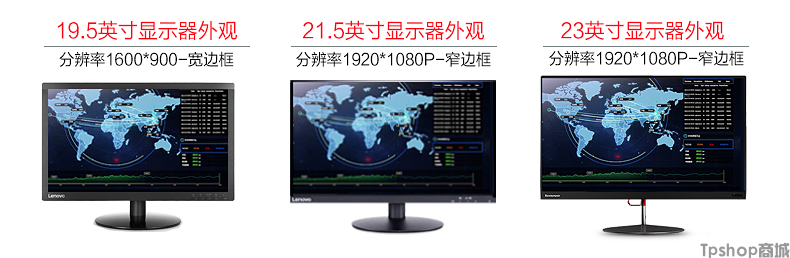 19.5英寸显示器外观
分辨率1600*900-宽边框
21.5英寸显示器外观
分辨率1920*1080P-窄边框
23英寸显示器外观
分辨率1920*1080P-窄边框
Lenovo
Lenovo
Tpshop商城